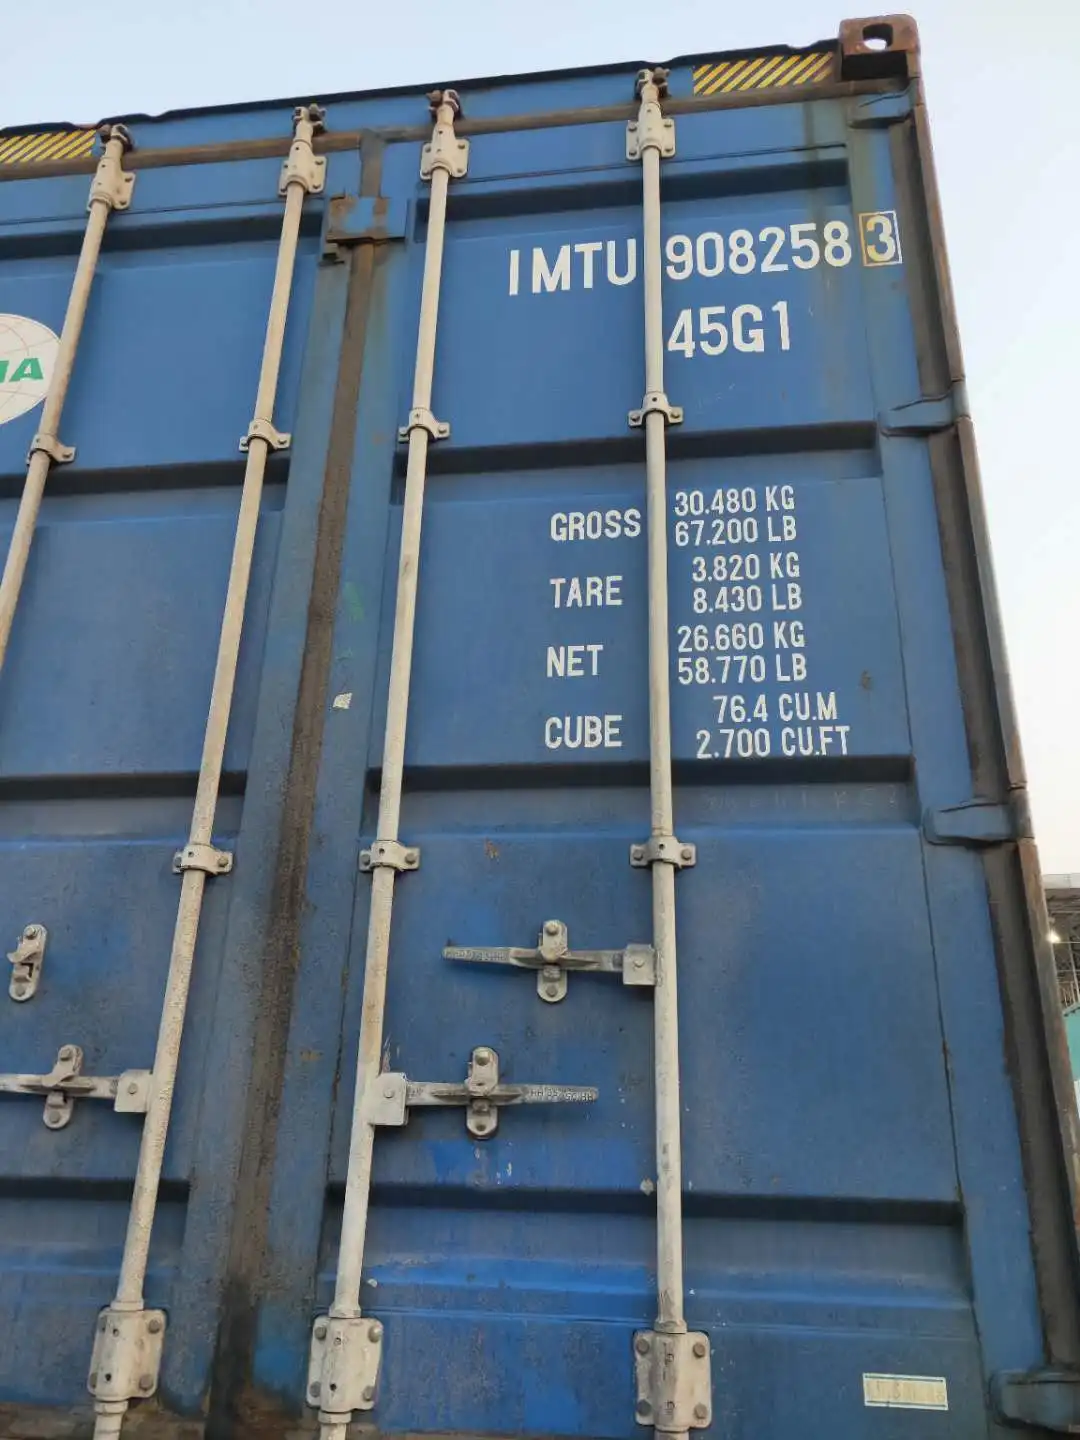 IMTU 908258 3
45G1
GROSS 30.480 KG
67.200 LB
TARE 3.820 KG
8.430 LB
NET 26.660 KG
58.770 LB
CUBE 76.4 CU.M
2.700 CU.FT